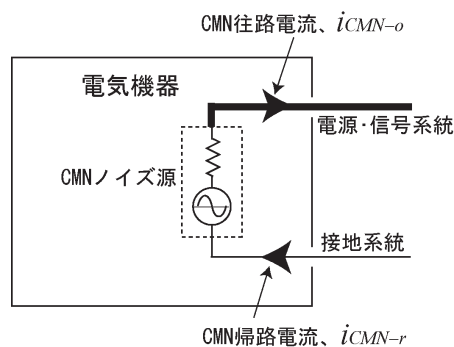 CMN往路電流、iCMN-o
電気機器
電源・信号系統
CMNノイズ源
接地系統
CMN帰路電流、iCMN-r